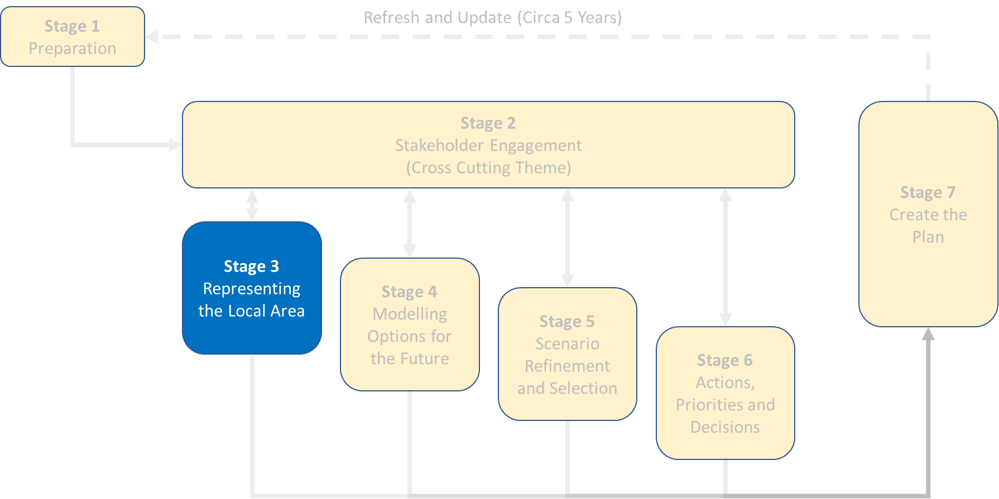 Refresh and Update (Circa 5 Years)
Stage 1
Preparation
Stage 2
Stakeholder Engagement
(Cross Cutting Theme)
Stage 3
Representing
the Local Area
Stage 4
Modelling
Options for
the Future
Stage 5
Scenario
Refinement
and Selection
Stage 6
Actions,
Priorities and
Decisions
Stage 7
Create the
Plan